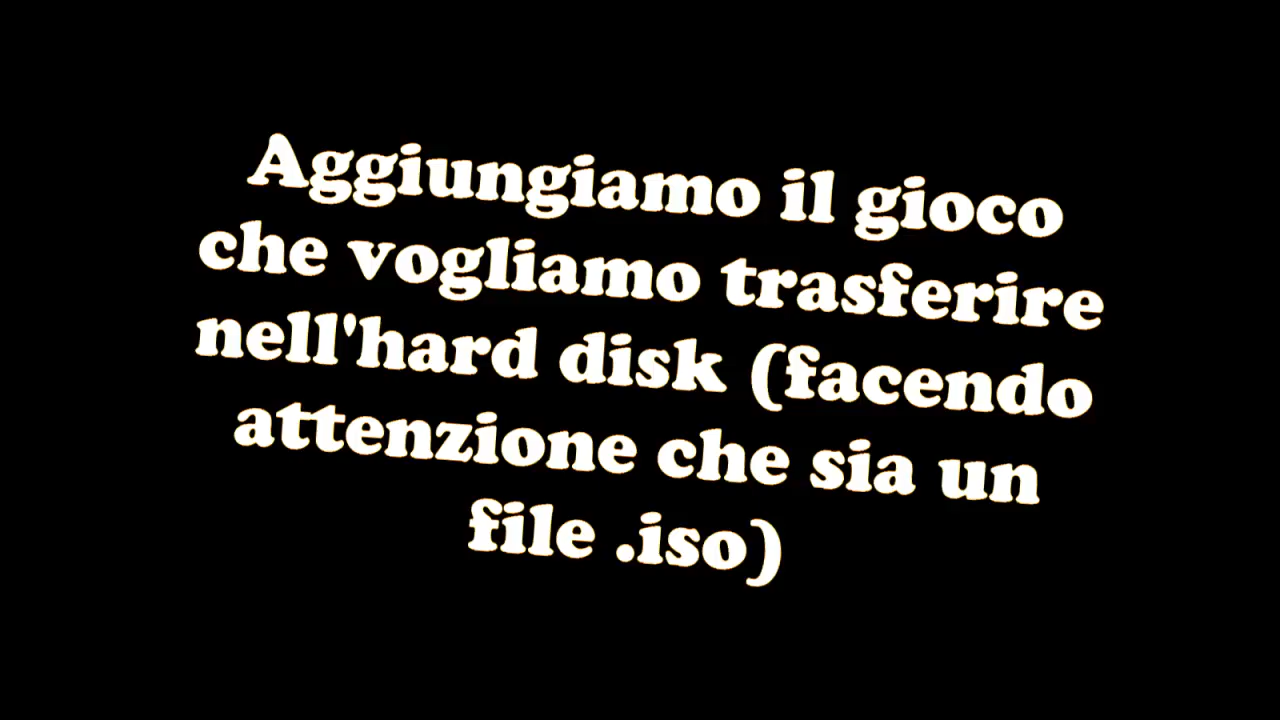 Aggiungiamo il gioco
che vogliamo trasferire
nell'hard disk (facendo
attenzione che sia un
file .iso)